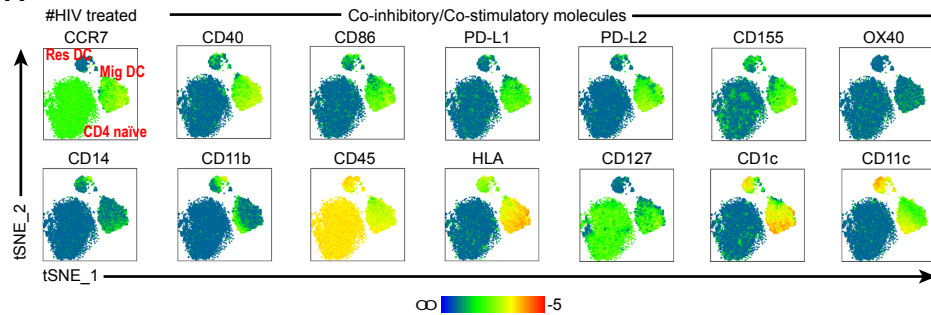 #HIV treated
Co-inhibitory/Co-stimulatory molecules
CCR7 CD40 CD86 PD-L1 PD-L2 CD155 OX40
Res DC
Mig DC
CD4 naïve
CD14 CD11b CD45 HLA CD127 CD1c CD11c
tSNE_2
tSNE_1
-5